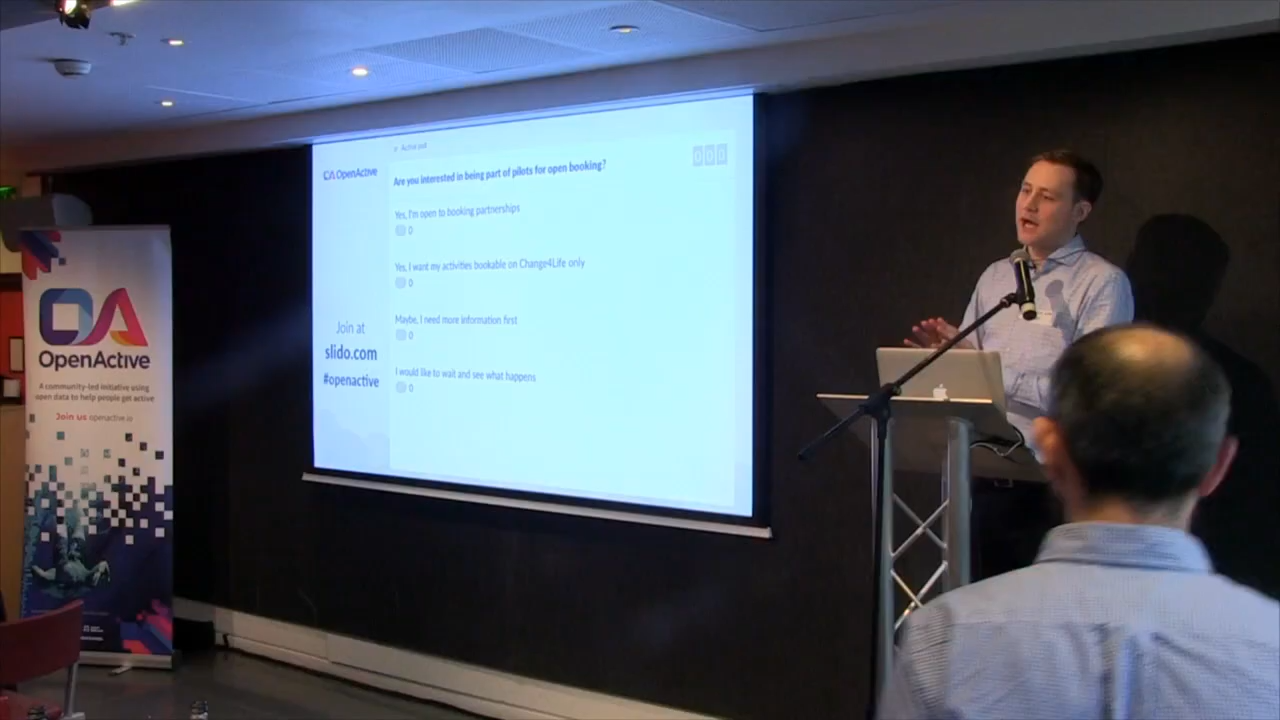 OpenActive
A community-led initiative using
open data to help people get active
Join us openactive.io
OpenActive
Active poll
000
Are you interested in being part of pilots for open booking?
Yes, I'm open to booking partnerships
0
Yes, I want my activities bookable on Change4Life only
0
Maybe, I need more information first
0
I would like to wait and see what happens
0
Join at
slido.com
#openactive